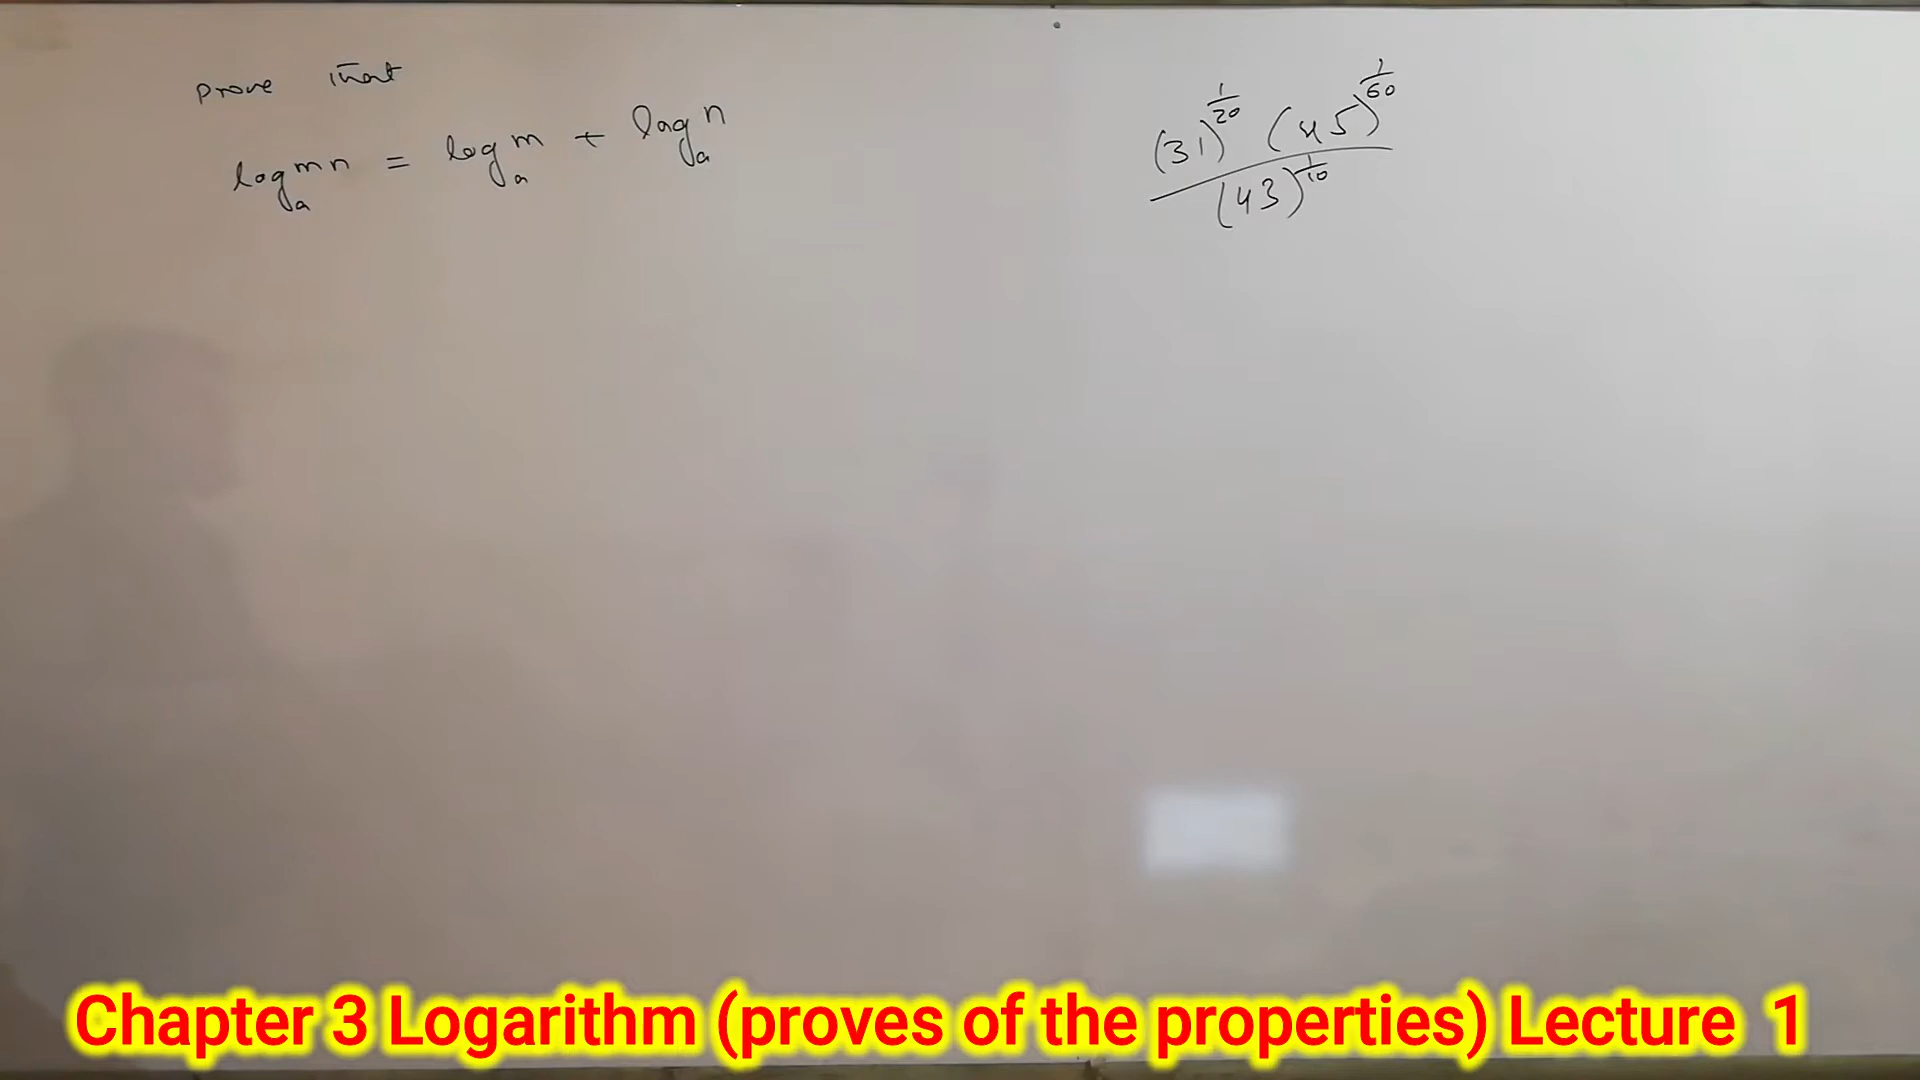 Prove that
logₐ mn = logₐ m + logₐ n
(31)^(1/20) (45)^(1/60)
(43)^(1/10)
Chapter 3 Logarithm (proves of the properties) Lecture 1